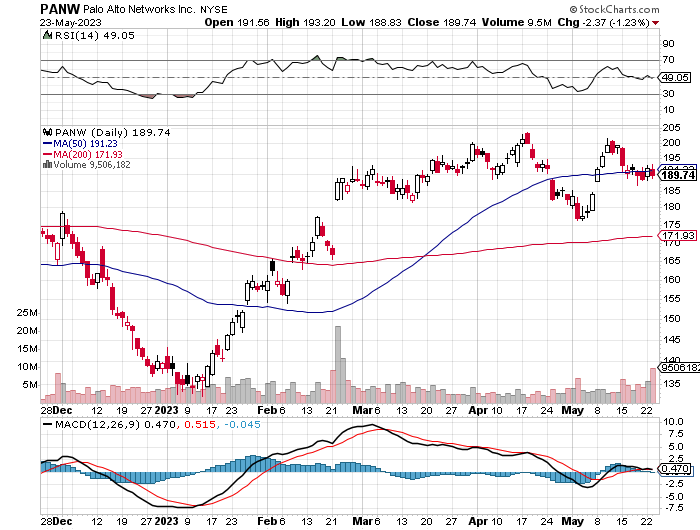 PANW Palo Alto Networks Inc. NYSE © StockCharts.com
23-May-2023 Open 191.56 High 193.20 Low 188.83 Close 189.74 Volume 9.5M Chg -2.37 (-1.23%)
RSI(14) 49.05
90
70
49.05
30
10
PANW (Daily) 189.74
MA(50) 191.23
MA(200) 171.93
Volume 9,506,182
205
200
195
189.74
185
180
175
171.93
165
160
155
150
145
140
135
9506182
25M
20M
15M
10M
5M
28 Dec 12 19 27 2023 9 17 23 Feb 6 13 21 Mar 6 13 20 27 Apr 10 17 24 May 8 15 22
MACD(12,26,9) 0.470, 0.515, -0.045
10.0
7.5
5.0
2.5
0.470
-2.5
-5.0
-7.5
28 Dec 12 19 27 2023 9 17 23 Feb 6 13 21 Mar 6 13 20 27 Apr 10 17 24 May 8 15 22